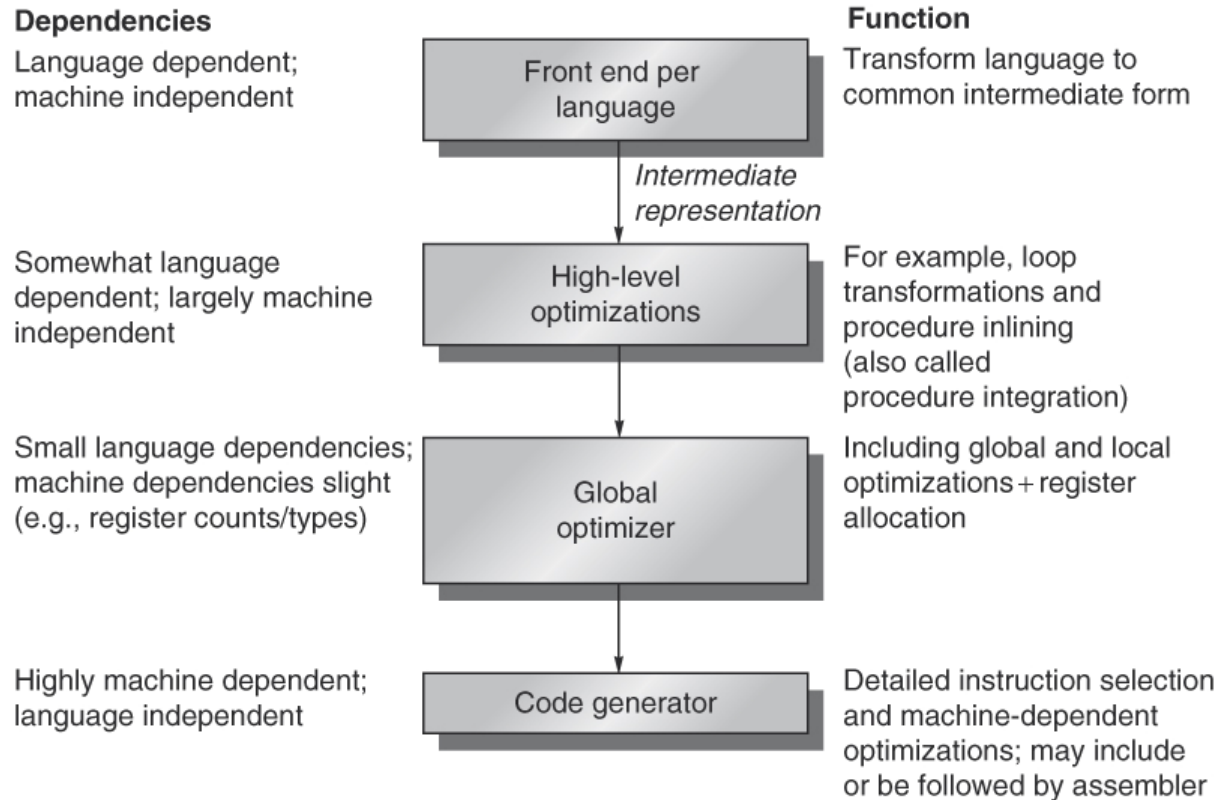 Dependencies
Function
Language dependent;
machine independent
Front end per
language
Transform language to
common intermediate form
Intermediate
representation
Somewhat language
dependent; largely machine
independent
High-level
optimizations
For example, loop
transformations and
procedure inlining
(also called
procedure integration)
Small language dependencies;
machine dependencies slight
(e.g., register counts/types)
Global
optimizer
Including global and local
optimizations + register
allocation
Highly machine dependent;
language independent
Code generator
Detailed instruction selection
and machine-dependent
optimizations; may include
or be followed by assembler